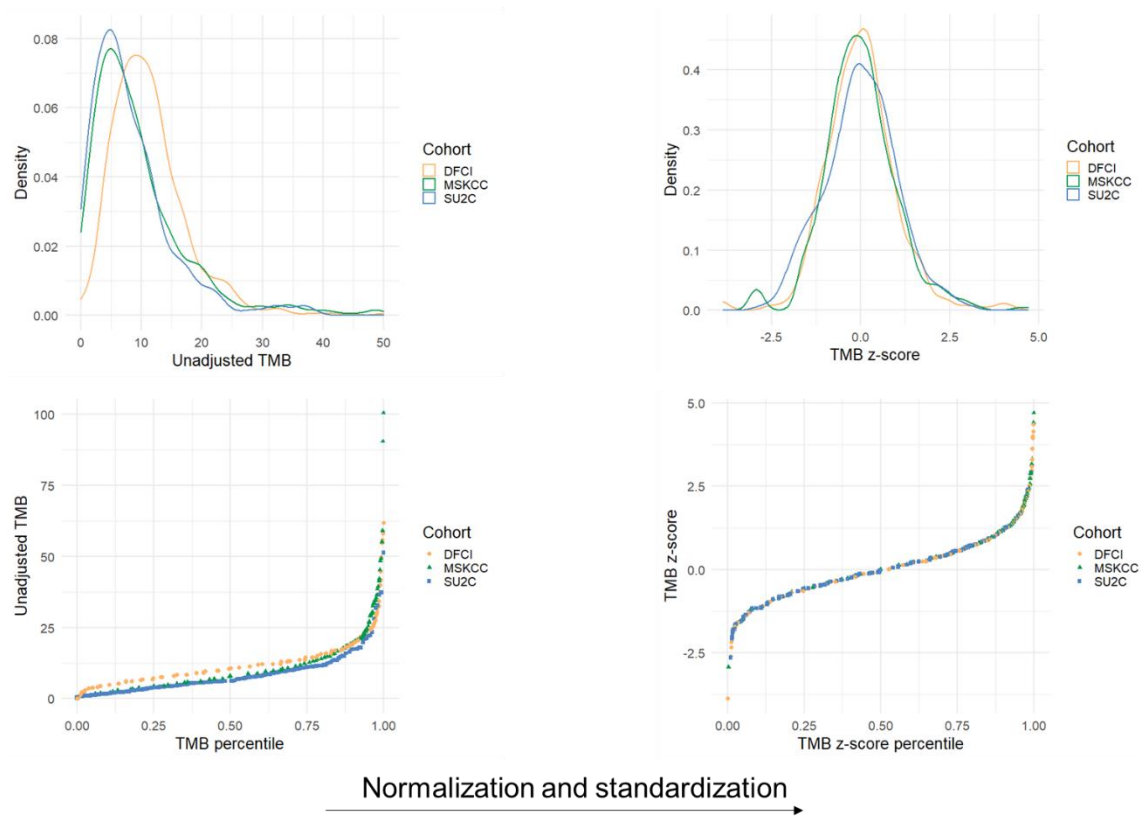 0.08
0.06
0.04
0.02
0.00
Density
0 10 20 30 40 50
Unadjusted TMB
Cohort
DFCI
MSKCC
SU2C
0.4
0.3
0.2
0.1
0.0
Density
-2.5 0.0 2.5 5.0
TMB z-score
Cohort
DFCI
MSKCC
SU2C
100
75
50
25
0
Unadjusted TMB
0.00 0.25 0.50 0.75 1.00
TMB percentile
Cohort
DFCI
MSKCC
SU2C
5.0
2.5
0.0
-2.5
TMB z-score
0.00 0.25 0.50 0.75 1.00
TMB z-score percentile
Cohort
DFCI
MSKCC
SU2C
Normalization and standardization